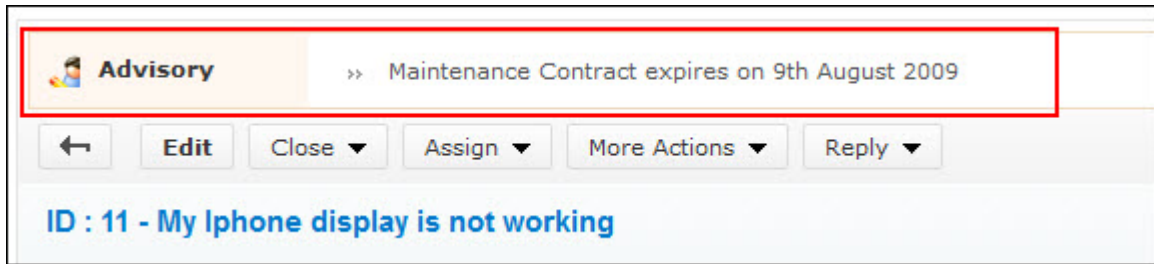 Advisory ›› Maintenance Contract expires on 9th August 2009
Edit Close Assign More Actions Reply
ID : 11 - My Iphone display is not working